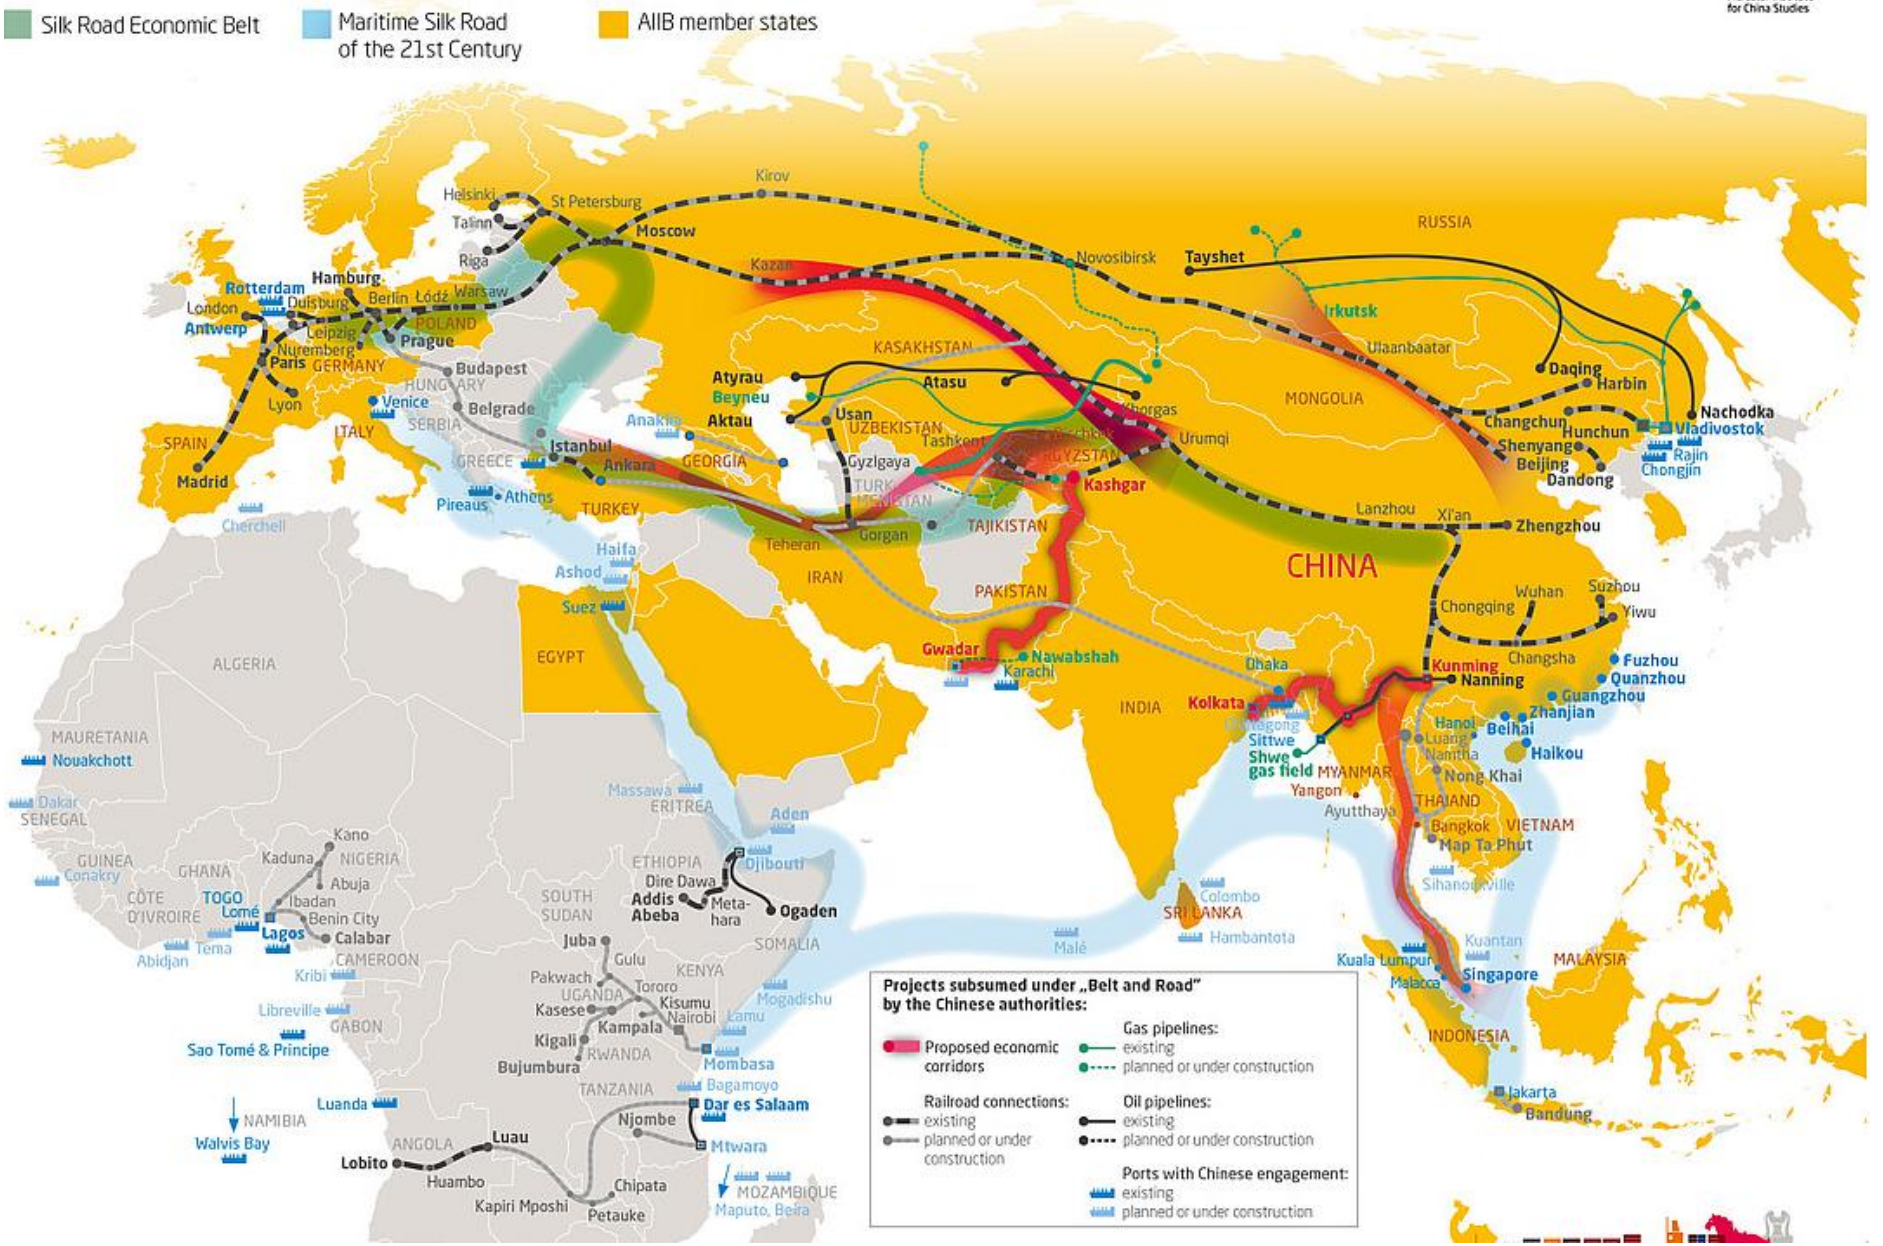 for China Studies
Silk Road Economic Belt
Maritime Silk Road
of the 21st Century
AIIB member states
Kirov
Helsinki
St Petersburg
Talinn
Moscow
RUSSIA
Riga
Kazan
Novosibirsk
Tayshet
Hamburg
Rotterdam
London
Duisburg
Berlin
Łódź
Warsaw
Antwerp
Leipzig
POLAND
Irkutsk
Nuremberg
Prague
Paris
GERMANY
Budapest
KASAKHSTAN
Ulaanbaatar
HUNGARY
Atyrau
Atasu
Daqing
Harbin
Beyneu
Lyon
Venice
Belgrade
MONGOLIA
SERBIA
Anaklia
Aktau
Usan
Khorgas
Changchun
Nachodka
UZBEKISTAN
Hunchun
Vladivostok
SPAIN
ITALY
Istanbul
Tashkent
Urumqi
Shenyang
Rajin
GREECE
Ankara
GEORGIA
Gyzlgaya
Beijing
Chongjin
Madrid
TURK
MENISTAN
Kashgar
Dandong
Pireaus
Athens
TURKEY
Cherchell
Lanzhou
Xi'an
Zhengzhou
TAJIKISTAN
Teheran
Gorgan
Haifa
Ashod
IRAN
CHINA
PAKISTAN
Suez
Wuhan
Suzhou
Chongqing
Yiwu
ALGERIA
EGYPT
Gwadar
Nawabshah
Karachi
Dhaka
Kunming
Nanning
Changsha
Fuzhou
Quanzhou
INDIA
Kolkata
Guangzhou
Zhanjian
MAURETANIA
Sittwe
Hanoi
Beihai
Nouakchott
Shwe
gas field
Luang
Namtha
Haikou
MYANMAR
Nong Khai
Massawa
Yangon
Dakar
SENEGAL
ERITREA
Aden
Ayutthaya
THAILAND
Bangkok
VIETNAM
Kano
Map Ta Phut
GUINEA
Conakry
GHANA
Kaduna
NIGERIA
ETHIOPIA
Djibouti
Abuja
Dire Dawa
Sihanoukville
CÔTE
D'IVROIRE
TOGO
Lomé
Ibadan
SOUTH
SUDAN
Addis
Abeba
Meta-
hara
Ogaden
Colombo
SRI LANKA
Benin City
Lagos
Calabar
Juba
SOMALIA
Malé
Hambantota
Kuantan
Tema
Abidjan
CAMEROON
Gulu
Kuala Lumpur
MALAYSIA
Kribi
Pakwach
KENYA
Malacca
Singapore
UGANDA
Tororo
Mogadishu
Libreville
Kasese
Kisumu
GABON
Kampala
Nairobi
Lamu
INDONESIA
Sao Tomé & Principe
Kigali
RWANDA
Mombasa
Bujumbura
TANZANIA
Bagamoyo
Jakarta
Luanda
Dar es Salaam
Bandung
NAMIBIA
Njombe
Walvis Bay
ANGOLA
Luau
Mtwara
Lobito
Huambo
Chipata
MOZAMBIQUE
Kapiri Mposhi
Petauke
Maputo, Beira
Projects subsumed under „Belt and Road"
by the Chinese authorities:
Proposed economic
corridors
Gas pipelines:
existing
planned or under construction
Railroad connections:
existing
planned or under
construction
Oil pipelines:
existing
planned or under construction
Ports with Chinese engagement:
existing
planned or under construction